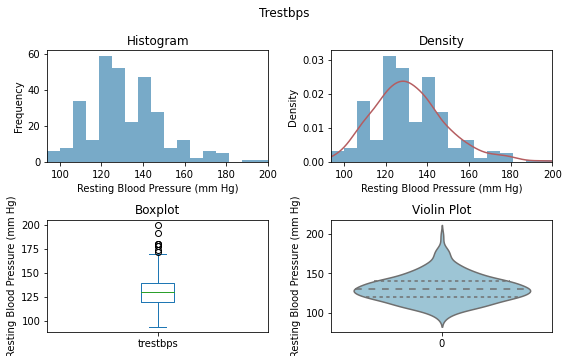 Trestbps
Histogram
Frequency
60
40
20
0
100 120 140 160 180 200
Resting Blood Pressure (mm Hg)
Density
Density
0.03
0.02
0.01
0.00
100 120 140 160 180 200
Resting Blood Pressure (mm Hg)
Boxplot
Resting Blood Pressure (mm Hg)
200
175
150
125
100
trestbps
Violin Plot
Resting Blood Pressure (mm Hg)
200
150
100
0